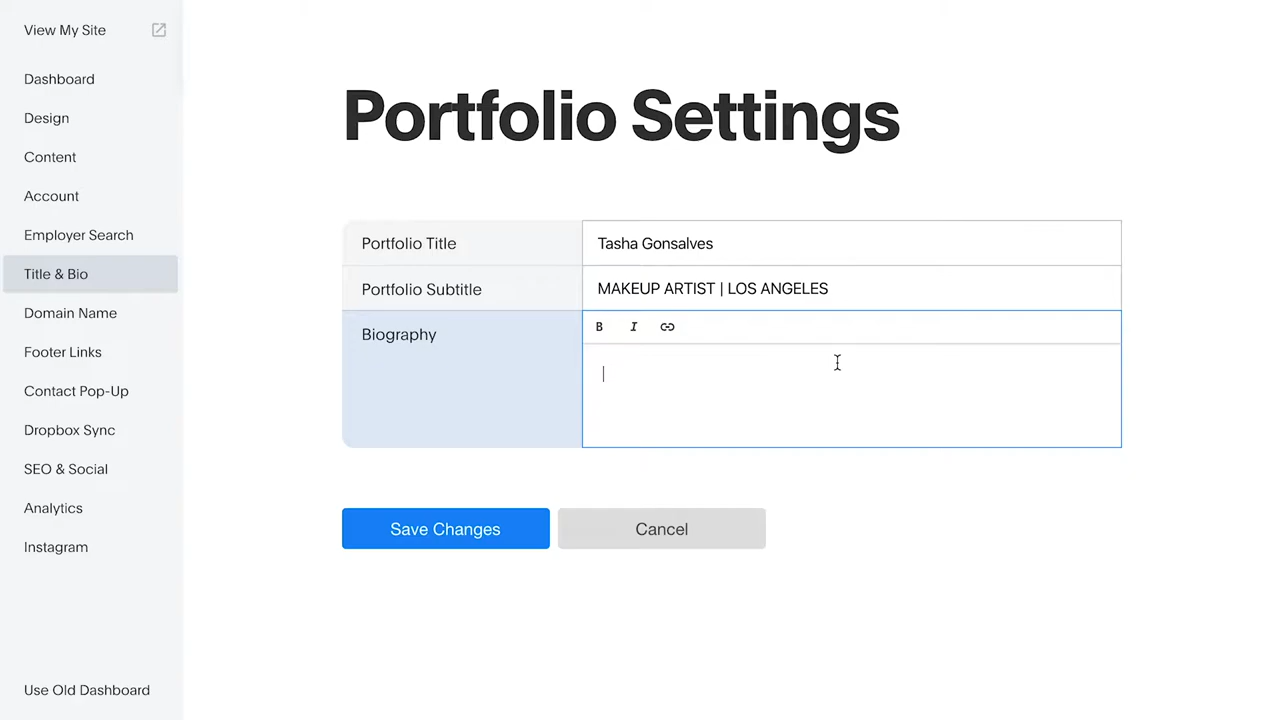 View My Site
Dashboard
Design
Content
Account
Employer Search
Title & Bio
Domain Name
Footer Links
Contact Pop-Up
Dropbox Sync
SEO & Social
Analytics
Instagram
Use Old Dashboard
Portfolio Settings
Portfolio Title
Tasha Gonsalves
Portfolio Subtitle
MAKEUP ARTIST | LOS ANGELES
Biography
B I
Save Changes
Cancel